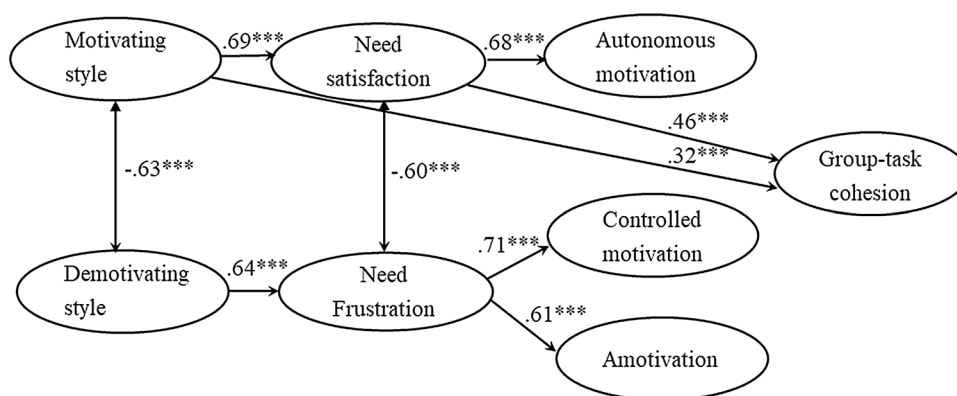 Motivating
style
.69***
Need
satisfaction
.68***
Autonomous
motivation
.46***
.32***
Group-task
cohesion
-.63***
-.60***
Demotivating
style
.64***
Need
Frustration
.71***
Controlled
motivation
.61***
Amotivation